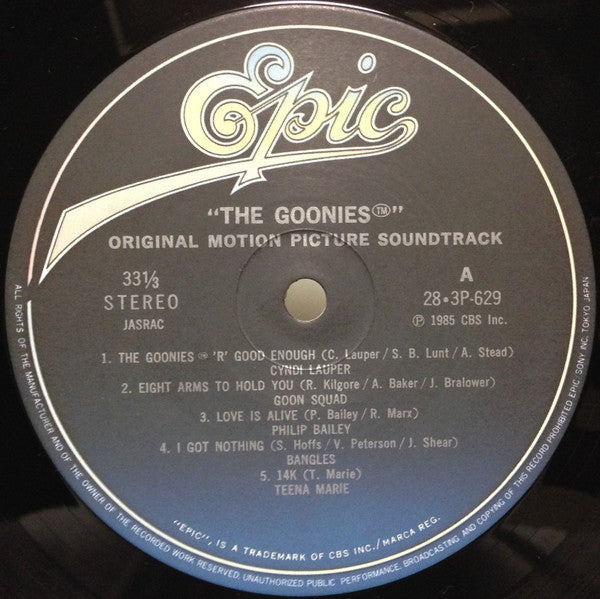 Epic
“THE GOONIES™”
ORIGINAL MOTION PICTURE SOUNDTRACK
33⅓
STEREO
JASRAC
A
28•3P-629
℗ 1985 CBS Inc.
1. THE GOONIES™ 'R' GOOD ENOUGH (C. Lauper/S. B. Lunt/A. Stead)
CYNDI LAUPER
2. EIGHT ARMS TO HOLD YOU (R. Kilgore/A. Baker/J. Bralower)
GOON SQUAD
3. LOVE IS ALIVE (P. Bailey/R. Marx)
PHILIP BAILEY
4. I GOT NOTHING (S. Hoffs/V. Peterson/J. Shear)
BANGLES
5. 14K (T. Marie)
TEENA MARIE
“EPIC”, IS A TRADEMARK OF CBS INC./MARCA REG.
ALL RIGHTS OF THE MANUFACTURER AND OF THE OWNER OF THE RECORDED WORK RESERVED. UNAUTHORIZED PUBLIC PERFORMANCE, BROADCASTING AND COPYING OF THIS RECORD PROHIBITED EPIC/SONY INC. TOKYO JAPAN